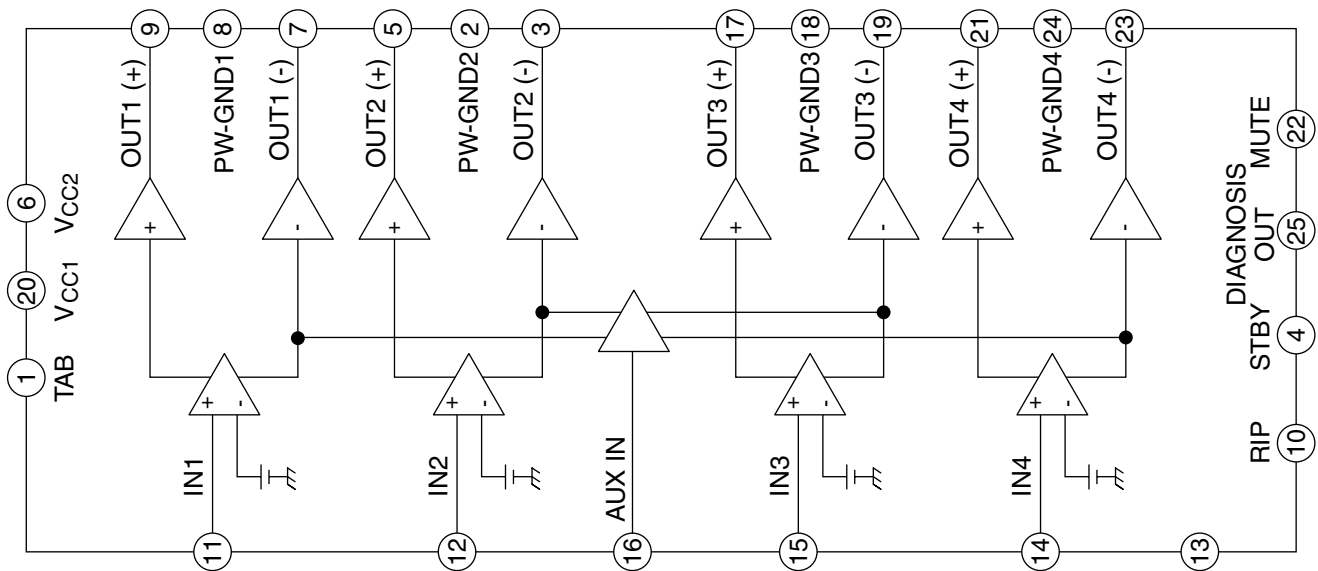 1
TAB
20
VCC1
6
VCC2
9
OUT1 (+)
8
PW-GND1
7
OUT1 (-)
5
OUT2 (+)
2
PW-GND2
3
OUT2 (-)
17
OUT3 (+)
18
PW-GND3
19
OUT3 (-)
21
OUT4 (+)
24
PW-GND4
23
OUT4 (-)
+
-
+
-
+
-
+
-
+
-
+
-
+
-
+
-
11
IN1
12
IN2
16
AUX IN
15
IN3
14
IN4
13
10
RIP
4
STBY
25
DIAGNOSIS
OUT
22
MUTE